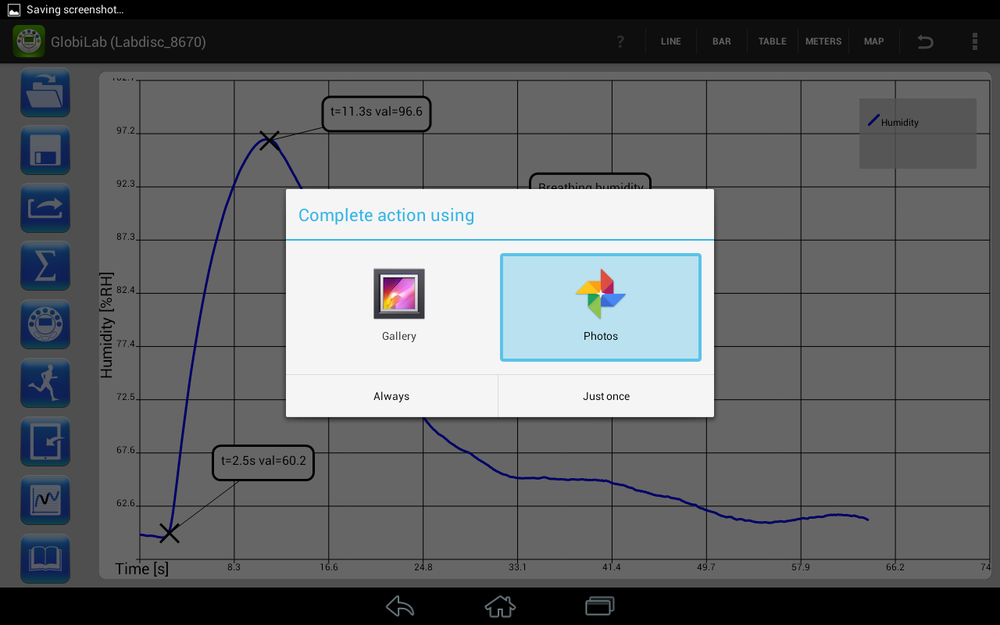 Saving screenshot...
GlobiLab (Labdisc_8670)
?
LINE
BAR
TABLE
METERS
MAP
102.1
t=11.3s val=96.6
97.2
Humidity
92.3
Breathing humidity
Complete action using
87.3
82.4
Humidity [%RH]
Gallery
Photos
77.4
72.5
Always
Just once
67.6
t=2.5s val=60.2
62.6
Time [s]
8.3
16.6
24.8
33.1
41.4
49.7
57.9
66.2
74